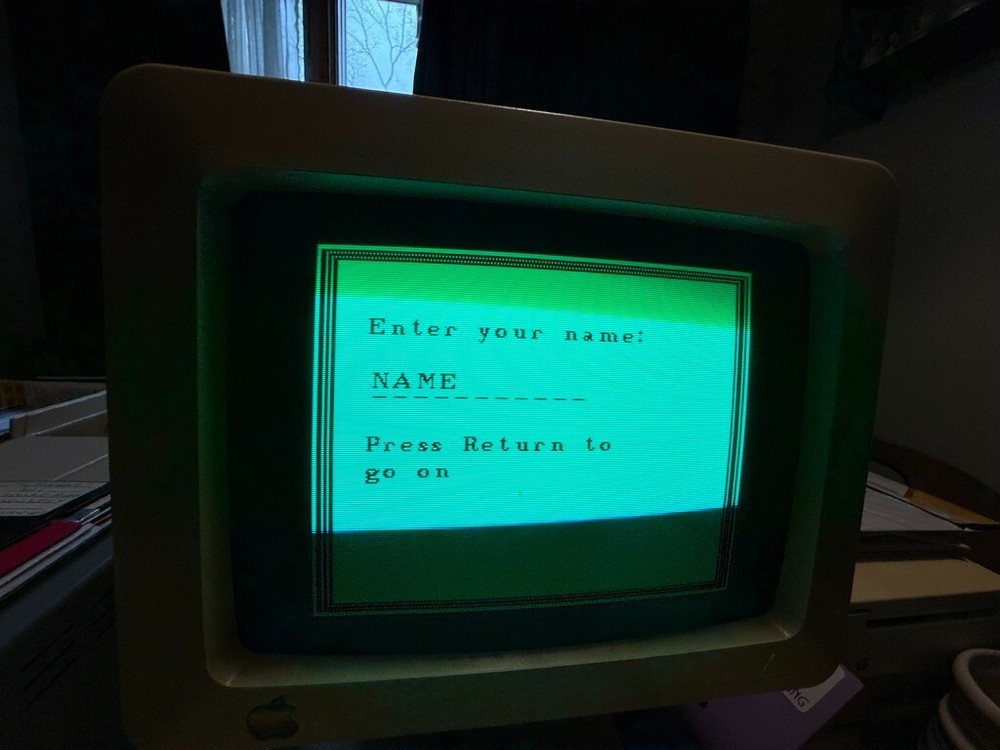 Enter your name:
NAME
Press Return to
go on